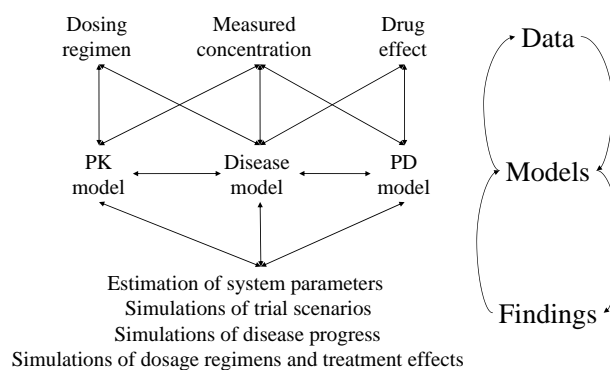 Dosing
regimen
Measured
concentration
Drug
effect
Data
PK
model
Disease
model
PD
model
Models
Estimation of system parameters
Simulations of trial scenarios
Simulations of disease progress
Simulations of dosage regimens and treatment effects
Findings